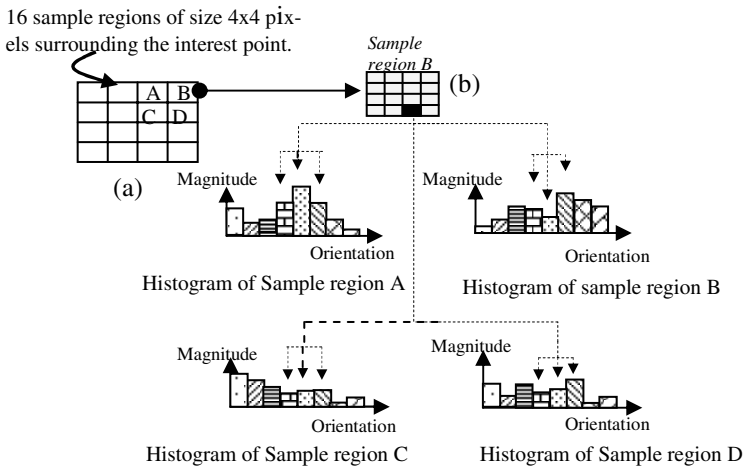 16 sample regions of size 4x4 pix-
els surrounding the interest point.
Sample
region B
A B
C D
(a)
(b)
Magnitude
Orientation
Histogram of Sample region A
Magnitude
Orientation
Histogram of sample region B
Magnitude
Orientation
Histogram of Sample region C
Magnitude
Orientation
Histogram of Sample region D